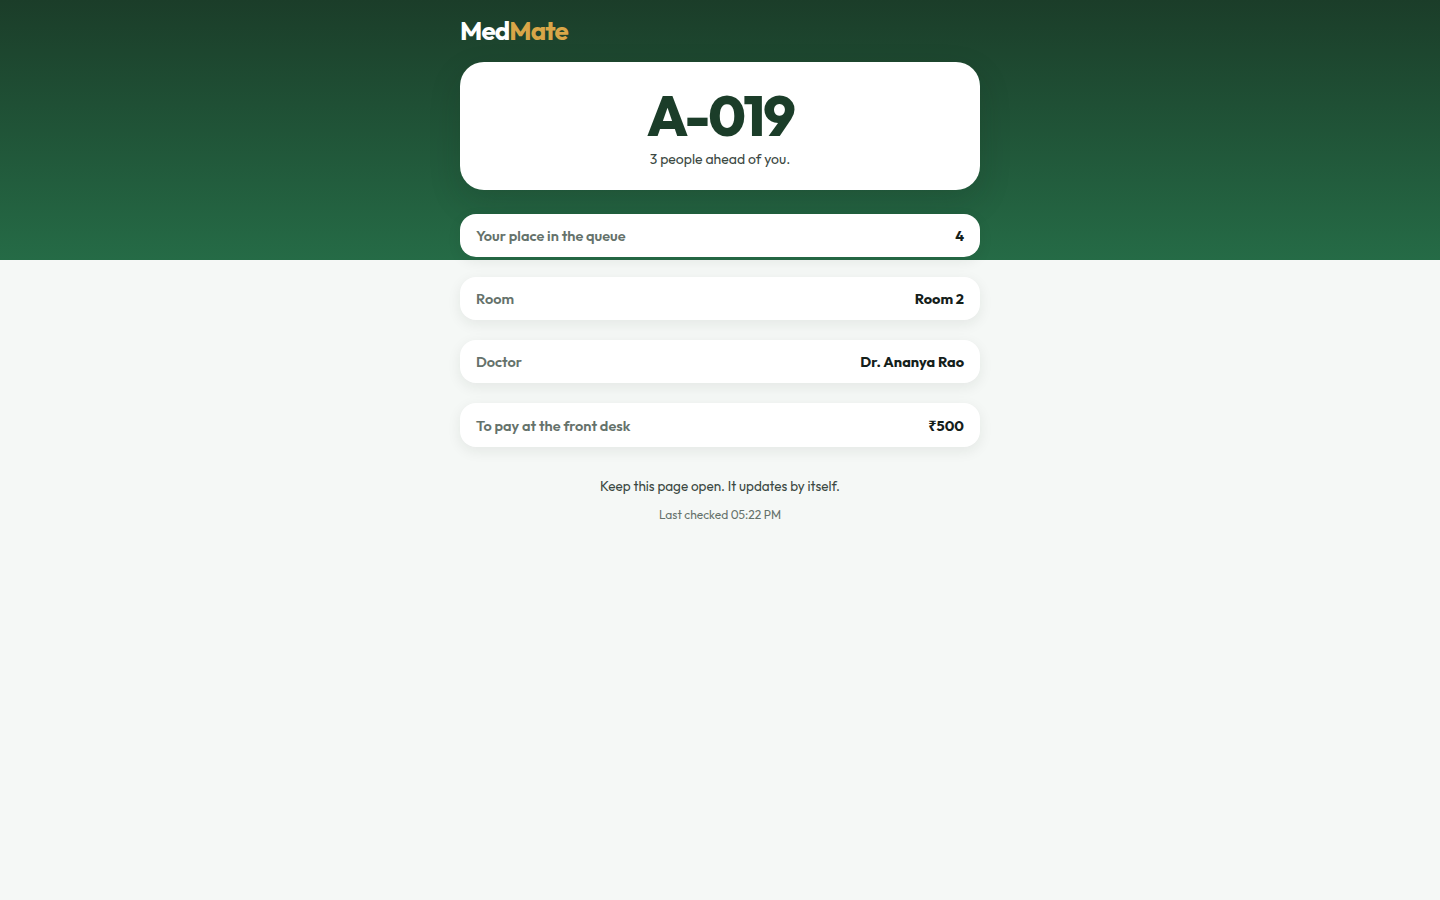 MedMate
A-019
3 people ahead of you.
Your place in the queue 4
Room Room 2
Doctor Dr. Ananya Rao
To pay at the front desk ₹500
Keep this page open. It updates by itself.
Last checked 05:22 PM